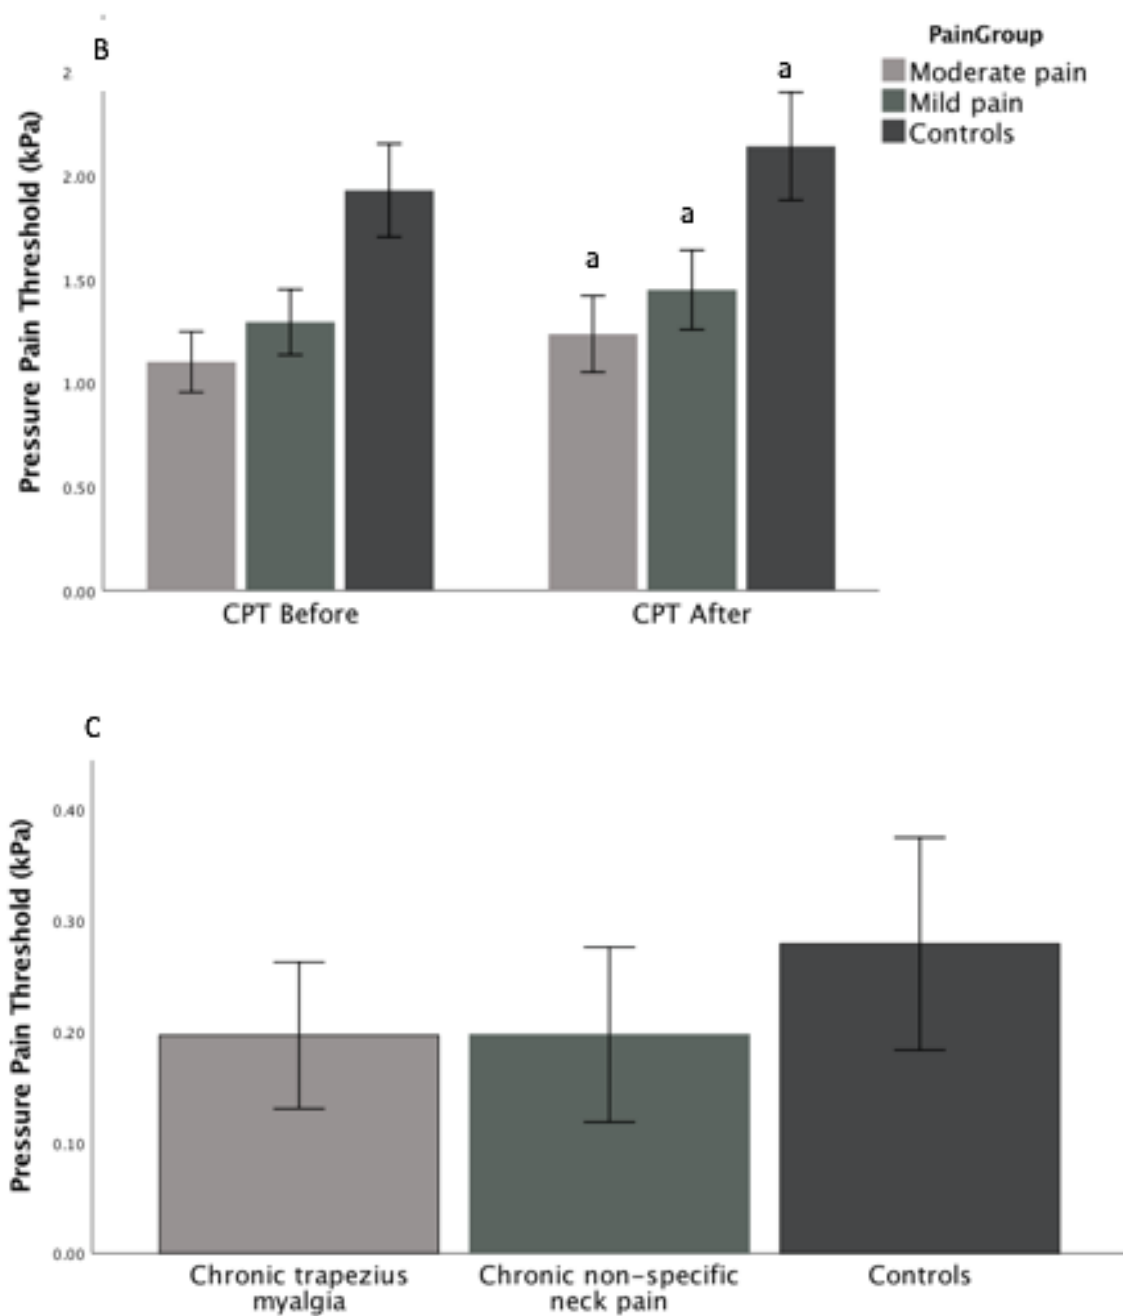 B
PainGroup
Moderate pain
Mild pain
Controls
Pressure Pain Threshold (kPa)
2
2.00
1.50
1.00
0.50
0.00
a
a
a
CPT Before
CPT After
C
Pressure Pain Threshold (kPa)
0.40
0.30
0.20
0.10
0.00
Chronic trapezius
myalgia
Chronic non-specific
neck pain
Controls